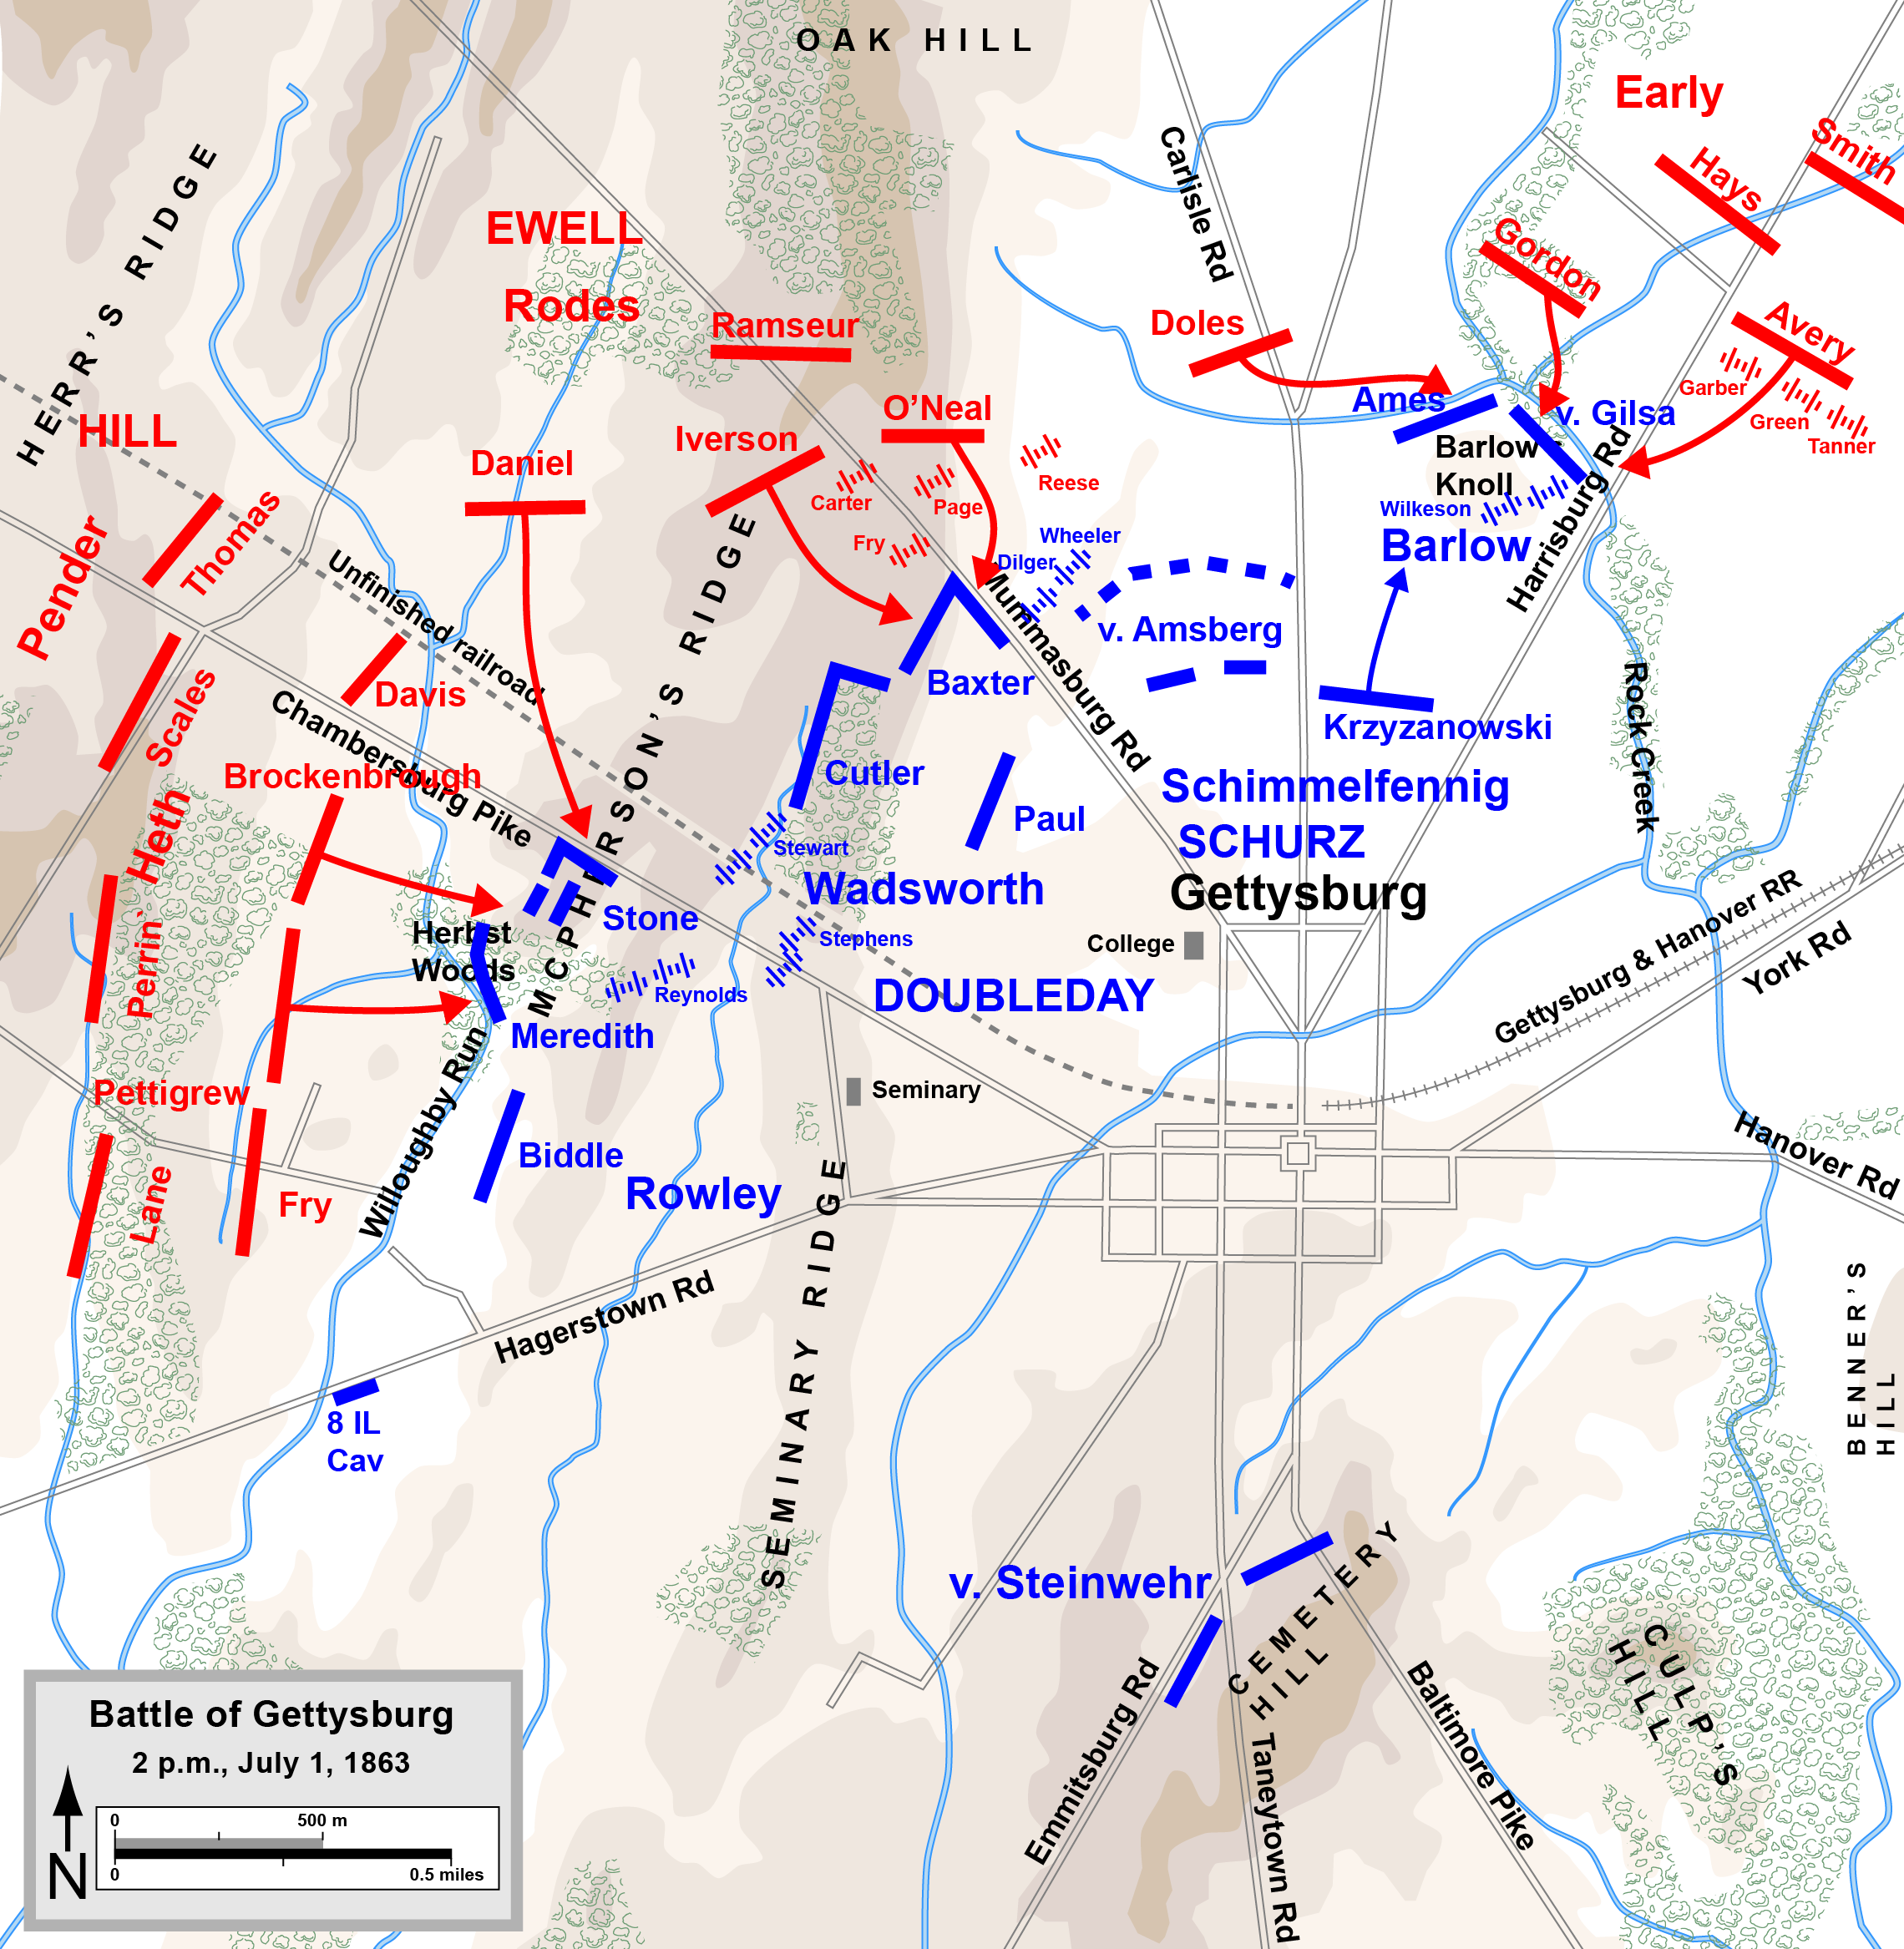 OAK HILL
Early
Smith
Hays
Gordon
Avery
Garber
Green
Tanner
Carlisle Rd
HERR'S RIDGE
EWELL
Rodes
Ramseur
Doles
O'Neal
Iverson
Carter
Page
Reese
Fry
Daniel
HILL
Pender
Thomas
Unfinished railroad
Scales
Davis
Chambersburg Pike
Brockenbrough
Heth
Perrin
Pettigrew
Lane
Fry
Ames
v. Gilsa
Barlow
Knoll
Wilkeson
Barlow
Harrisburg Rd
Wheeler
Dilger
Mummasburg Rd
v. Amsberg
Baxter
Krzyzanowski
Rock Creek
MCPHERSON'S RIDGE
Cutler
Paul
Schimmelfennig
SCHURZ
Gettysburg
Stewart
Wadsworth
Stone
Stephens
College
Herbst
Woods
Reynolds
DOUBLEDAY
Meredith
Gettysburg & Hanover RR
York Rd
Seminary
Willoughby Run
Biddle
Rowley
Hanover Rd
SEMINARY RIDGE
Hagerstown Rd
8 IL
Cav
BENNER'S
HILL
v. Steinwehr
CEMETERY
HILL
CULP'S
HILL
Emmitsburg Rd
Taneytown Rd
Baltimore Pike
Battle of Gettysburg
2 p.m., July 1, 1863
N
0 500 m
0 0.5 miles